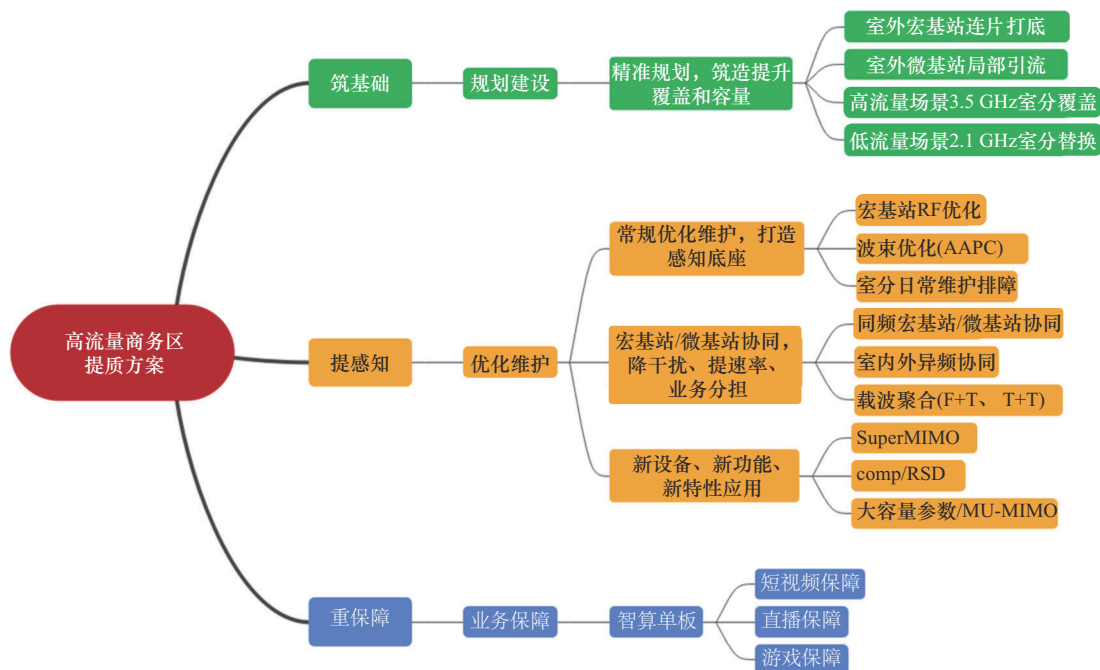 高流量商务区
提质方案
筑基础
规划建设
精准规划，筑造提升
覆盖和容量
室外宏基站连片打底
室外微基站局部引流
高流量场景3.5 GHz室分覆盖
低流量场景2.1 GHz室分替换
提感知
优化维护
常规优化维护，打造
感知底座
宏基站RF优化
波束优化(AAPC)
室分日常维护排障
宏基站/微基站协同，
降干扰、提速率、
业务分担
同频宏基站/微基站协同
室内外异频协同
载波聚合(F+T、 T+T)
新设备、新功能、
新特性应用
SuperMIMO
comp/RSD
大容量参数/MU-MIMO
重保障
业务保障
智算单板
短视频保障
直播保障
游戏保障